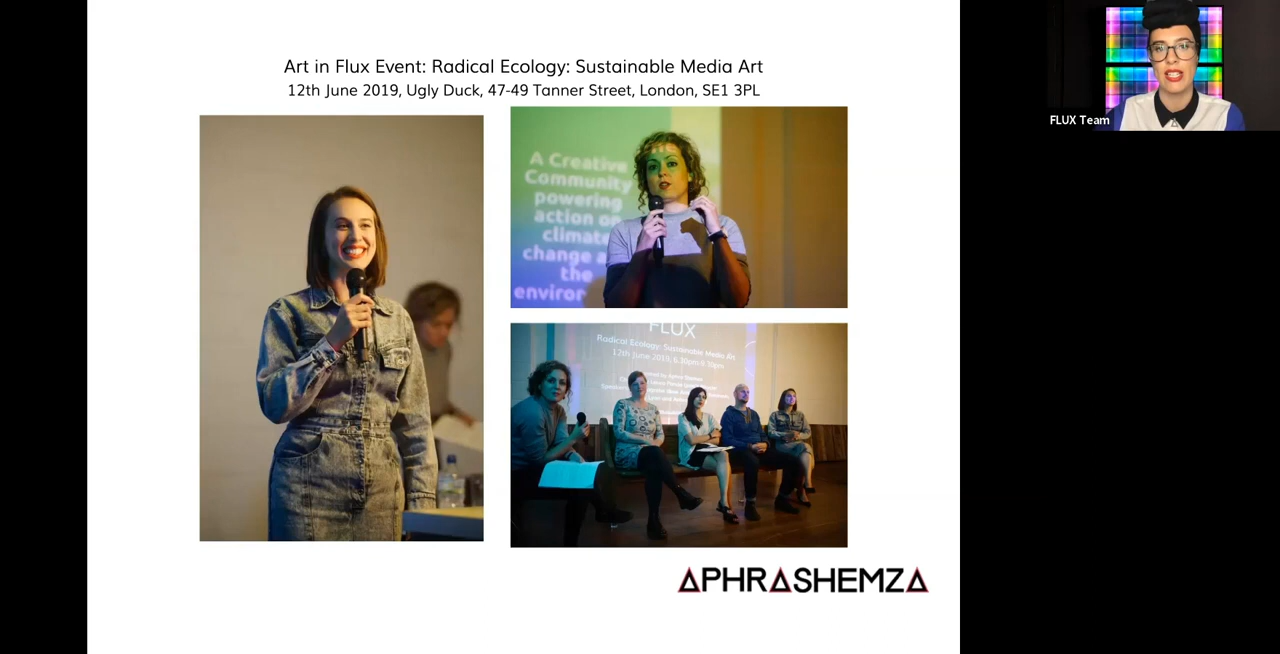 Art in Flux Event: Radical Ecology: Sustainable Media Art
12th June 2019, Ugly Duck, 47-49 Tanner Street, London, SE1 3PL
FLUX Team
A Creative
Community
powering
action on
climate
change a
the
environ
FLUX
Radical Ecology: Sustainable Media Art
12th June 2019, 6.30pm-9.30pm
APHRASHEMZA